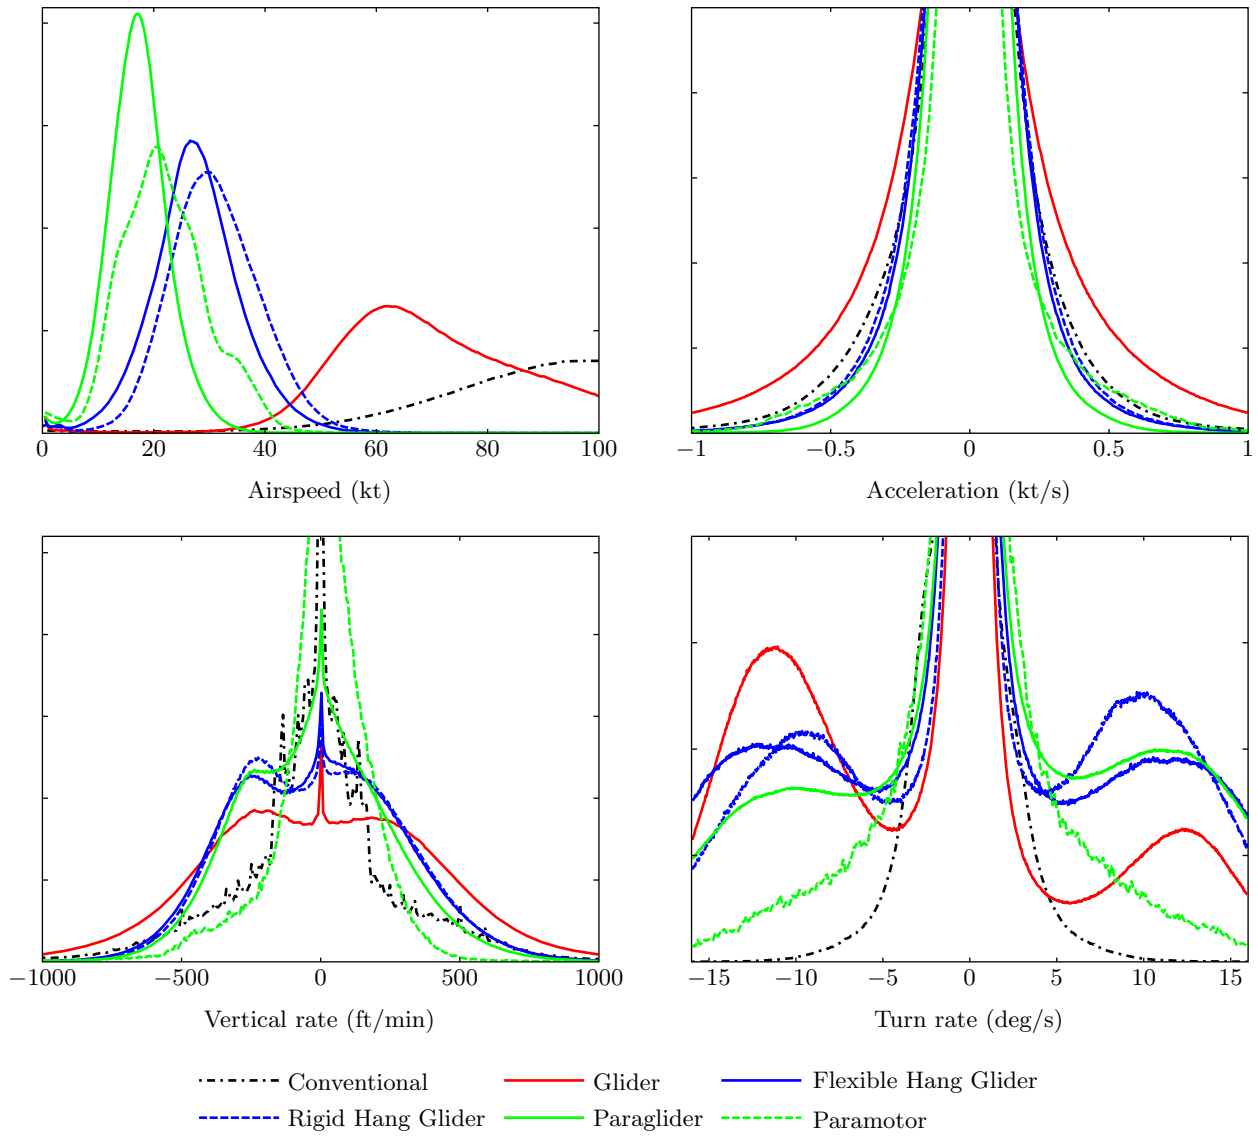 0 20 40 60 80 100
Airspeed (kt)
−1 −0.5 0 0.5 1
Acceleration (kt/s)
−1000 −500 0 500 1000
Vertical rate (ft/min)
−15 −10 −5 0 5 10 15
Turn rate (deg/s)
Conventional Glider Flexible Hang Glider
Rigid Hang Glider Paraglider Paramotor